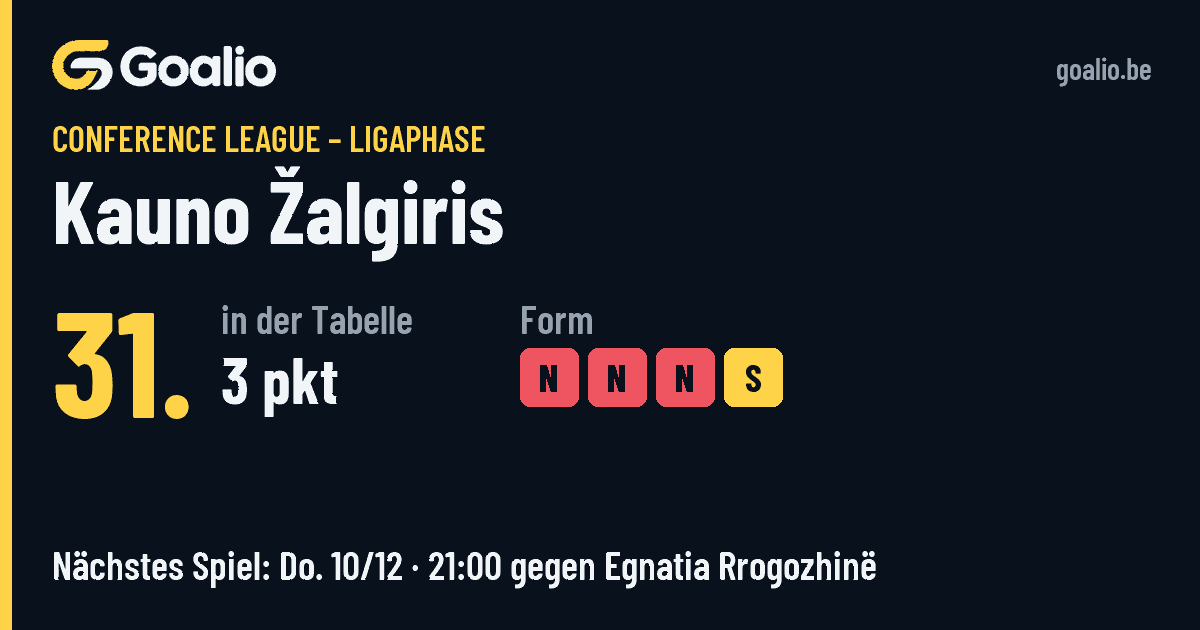 Goalio
goalio.be
CONFERENCE LEAGUE – LIGAPHASE
Kauno Žalgiris
31.
in der Tabelle
3 pkt
Form
N N N S
Nächstes Spiel: Do. 10/12 · 21:00 gegen Egnatia Rrogozhinë